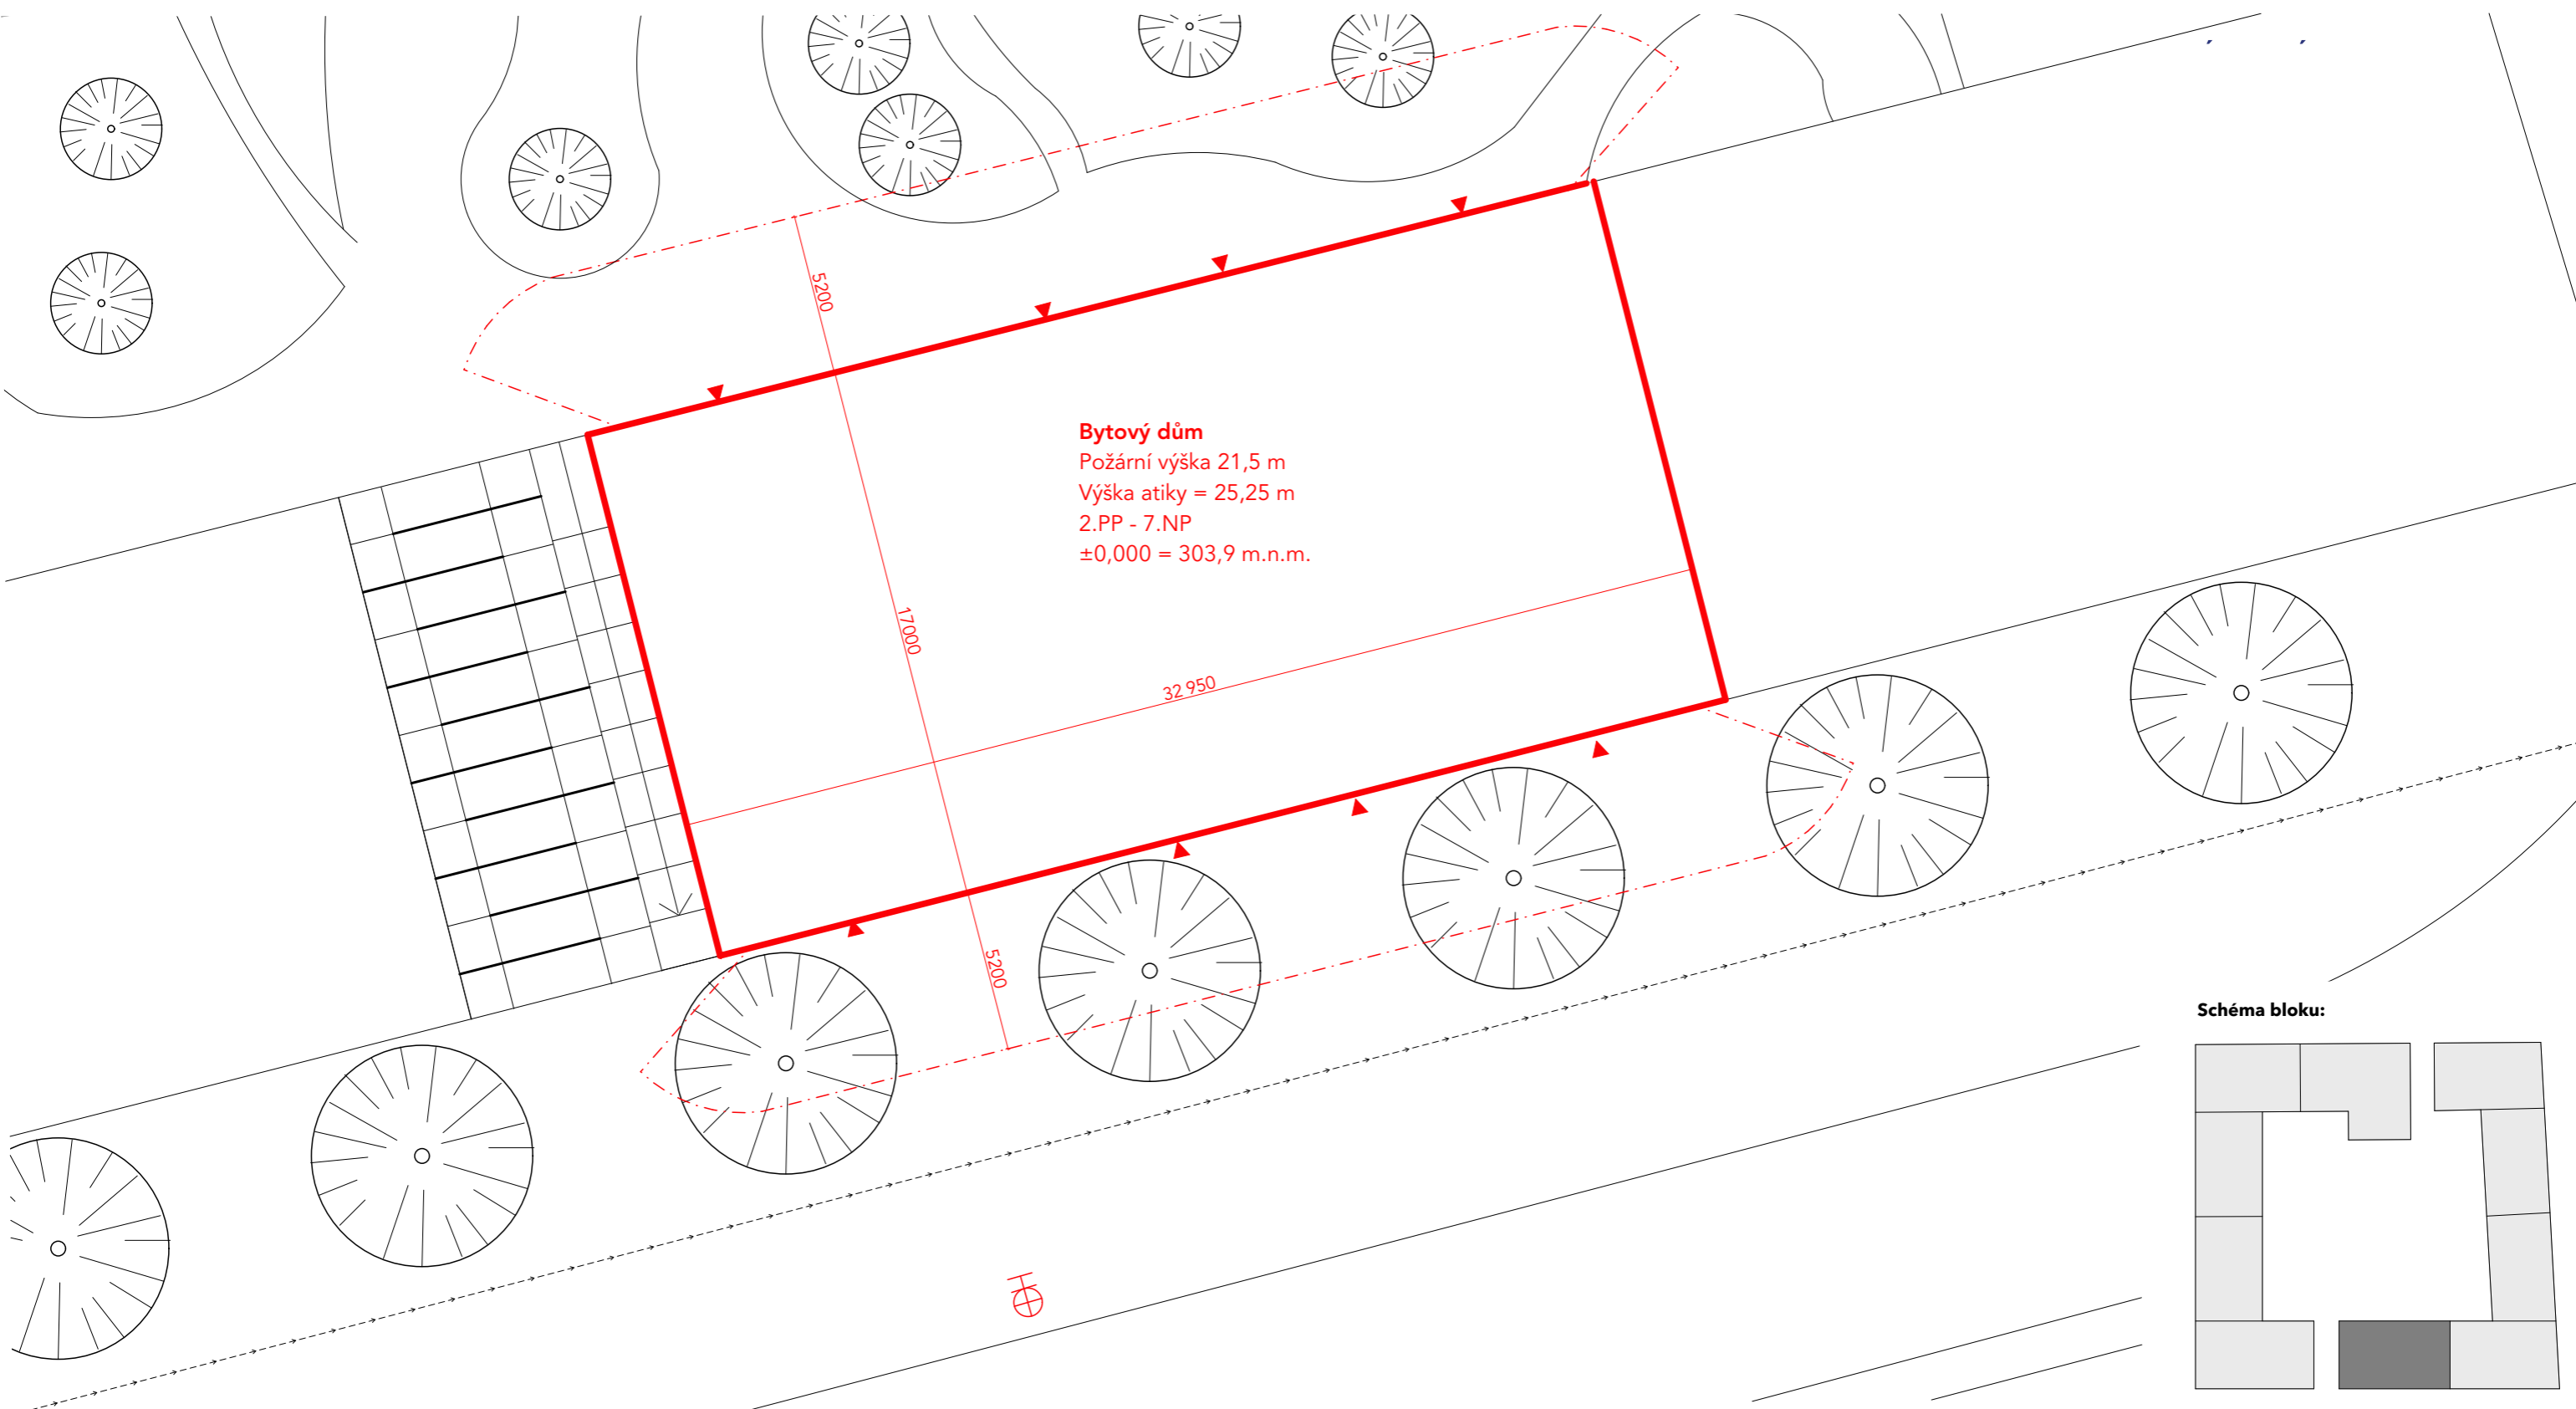 5200
Bytový dům
Požární výška 21,5 m
Výška atiky = 25,25 m
2.PP - 7.NP
±0,000 = 303,9 m.n.m.
17000
32 950
5200
Schéma bloku: